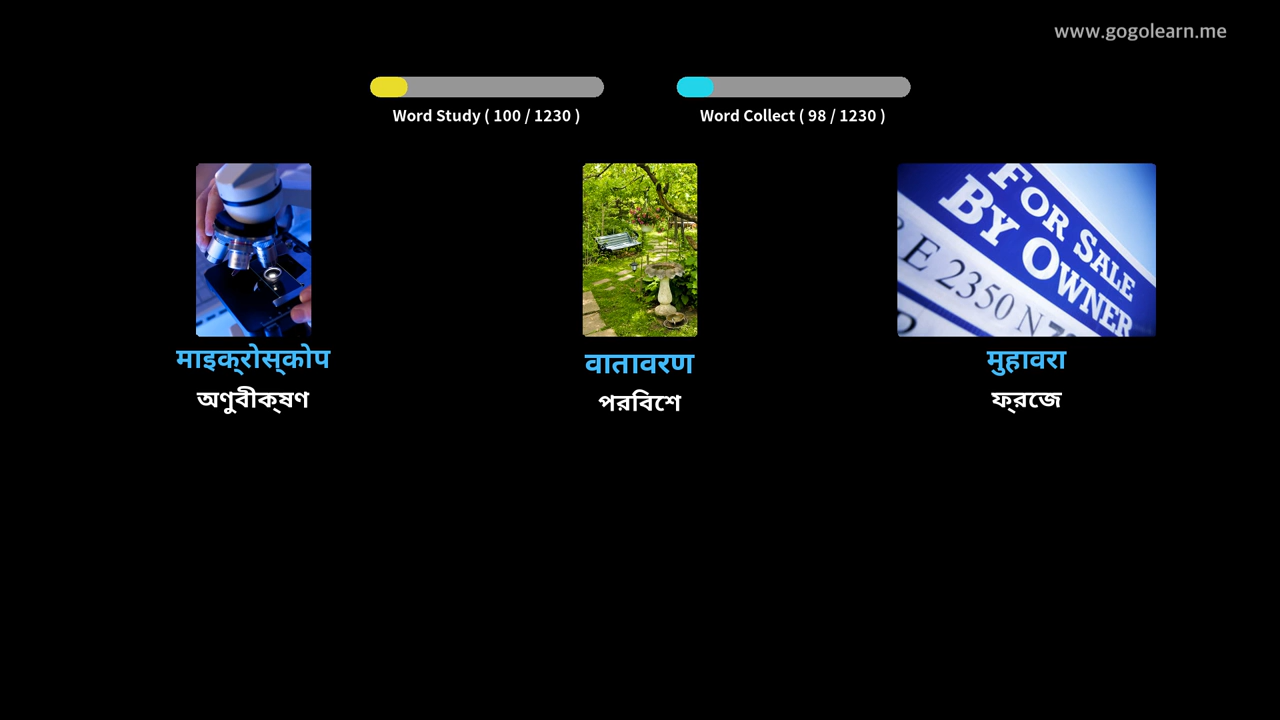 www.gogolearn.me
Word Study ( 100 / 1230 )
Word Collect ( 98 / 1230 )
FOR SALE
BY OWNER
E 2350 N
माइक्रोस्कोप
वातावरण
मुहावरा
অণুবীক্ষণ
পরবিশে
ফ্রজে